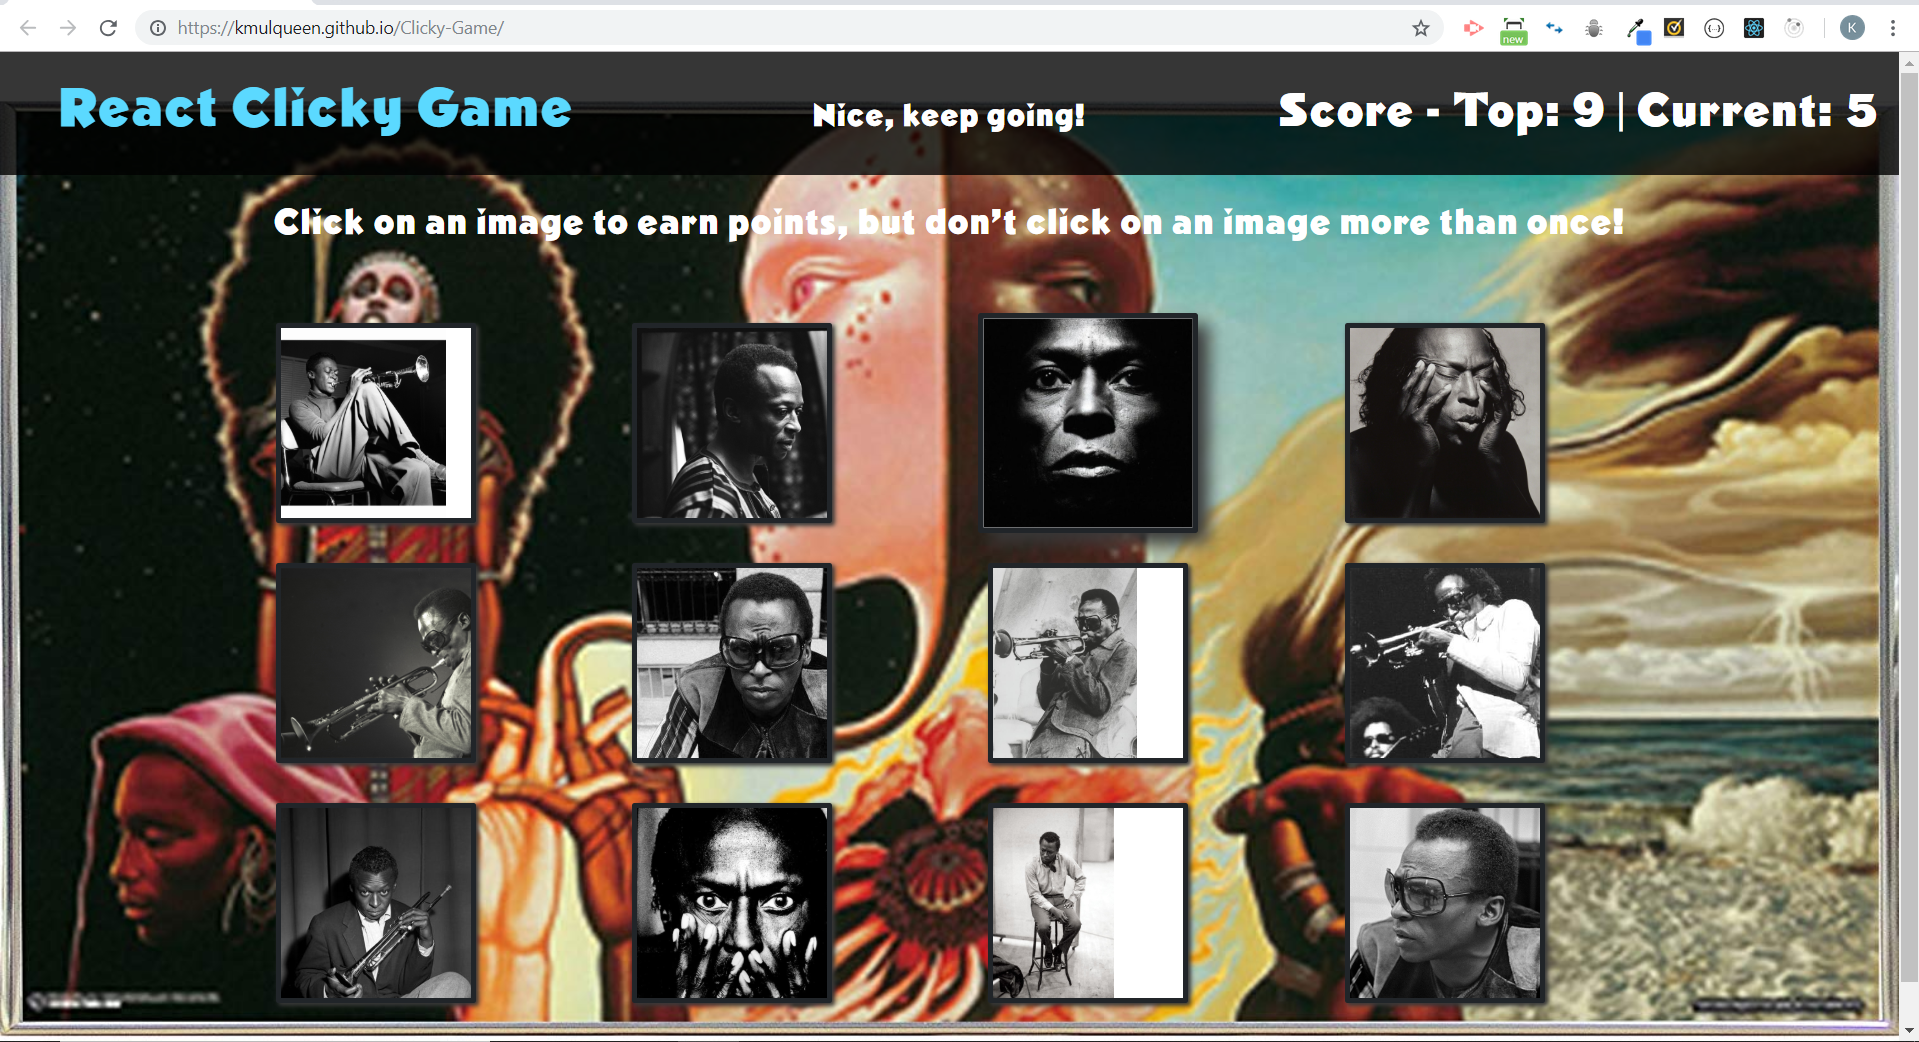 https://kmulqueen.github.io/Clicky-Game/
new
K
React Clicky Game
Nice, keep going!
Score - Top: 9 | Current: 5
Click on an image to earn points, but don't click on an image more than once!